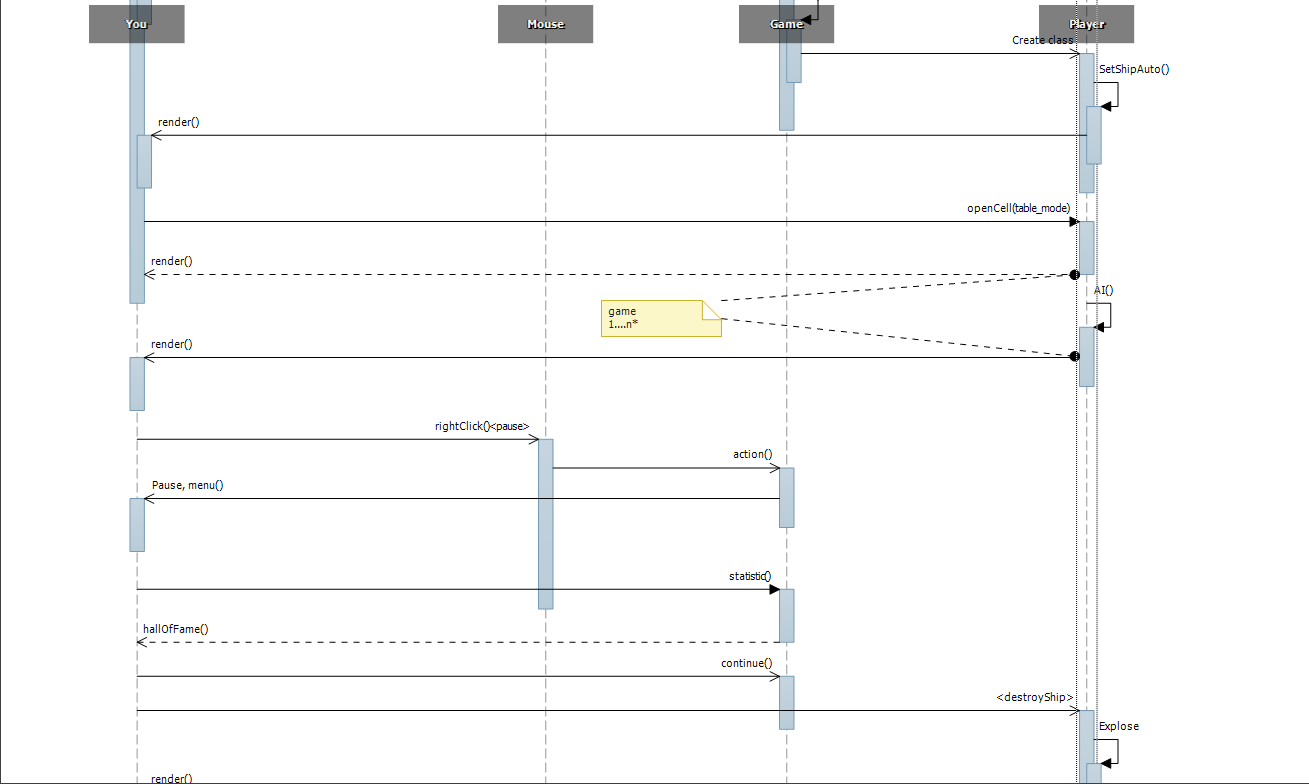 You
Mouse
Game
Player
Create class
SetShipAuto()
render()
openCell(table_mode)
render()
AI()
game
1....n*
render()
rightClick()<pause>
action()
Pause, menu()
statistic()
hallOfFame()
continue()
<destroyShip>
Explose
render()